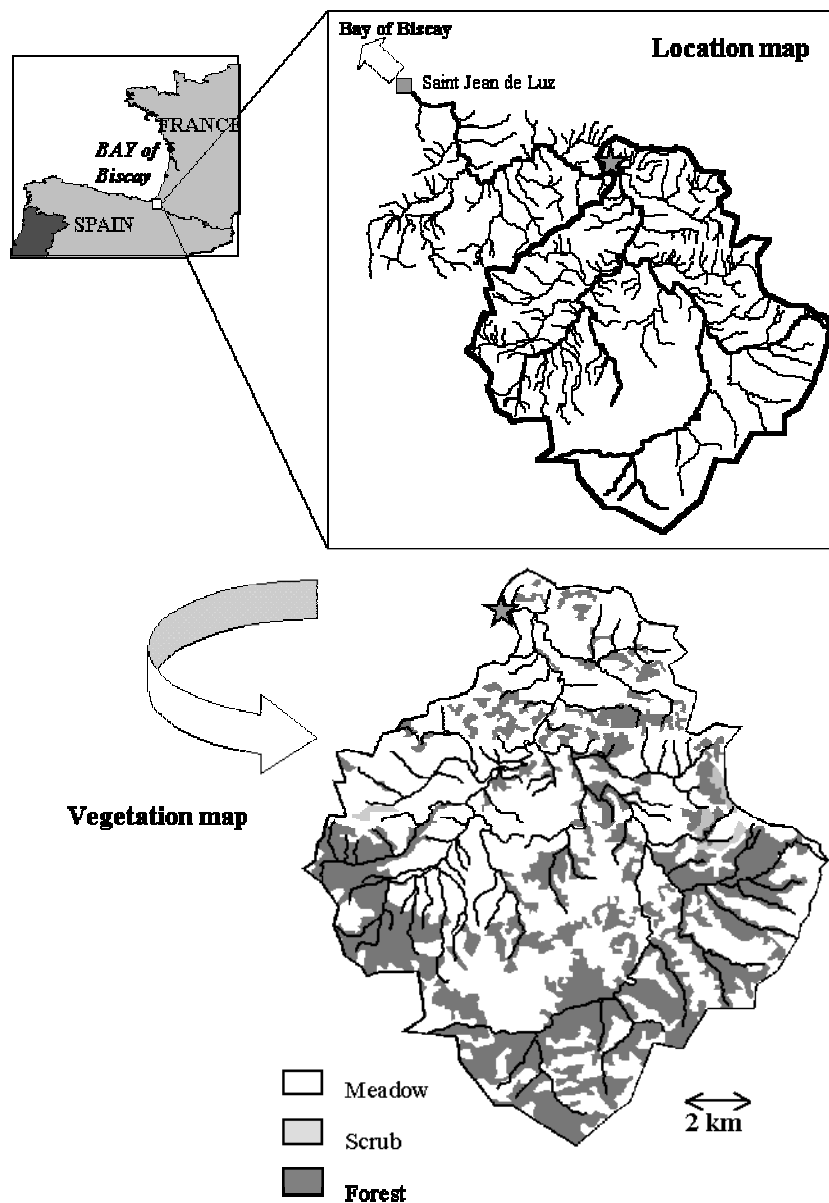 Bay of Biscay
Location map
Saint Jean de Luz
FRANCE
BAY of
Biscay
SPAIN
Vegetation map
Meadow
Scrub
Forest
2 km